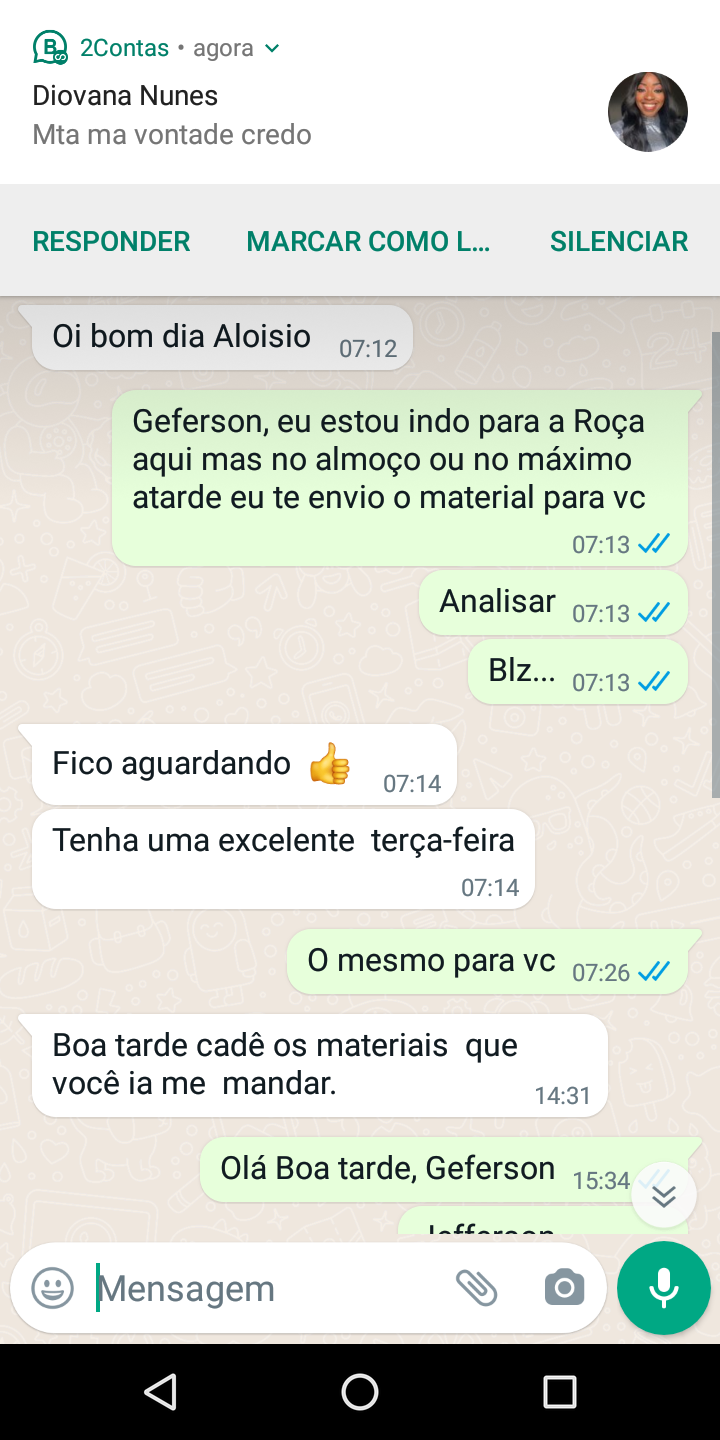 2Contas • agora
Diovana Nunes
Mta ma vontade credo
RESPONDER MARCAR COMO L... SILENCIAR
Oi bom dia Aloisio 07:12
Geferson, eu estou indo para a Roça
aqui mas no almoço ou no máximo
atarde eu te envio o material para vc
07:13
Analisar 07:13
Blz... 07:13
Fico aguardando 👍 07:14
Tenha uma excelente terça-feira
07:14
O mesmo para vc 07:26
Boa tarde cadê os materiais que
você ia me mandar.
14:31
Olá Boa tarde, Geferson 15:34
Jefferson
Mensagem